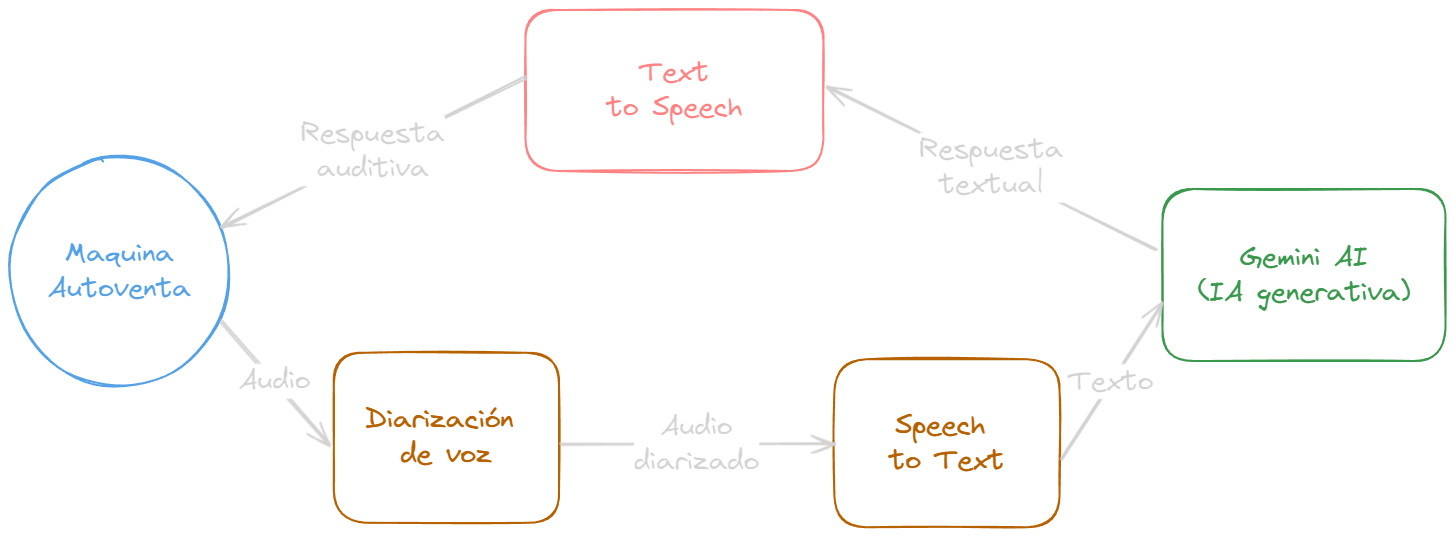 Text
to Speech
Respuesta
auditiva
Respuesta
textual
Maquina
Autoventa
Gemini AI
(IA generativa)
Audio
Texto
Diarización
de voz
Audio
diarizado
Speech
to Text